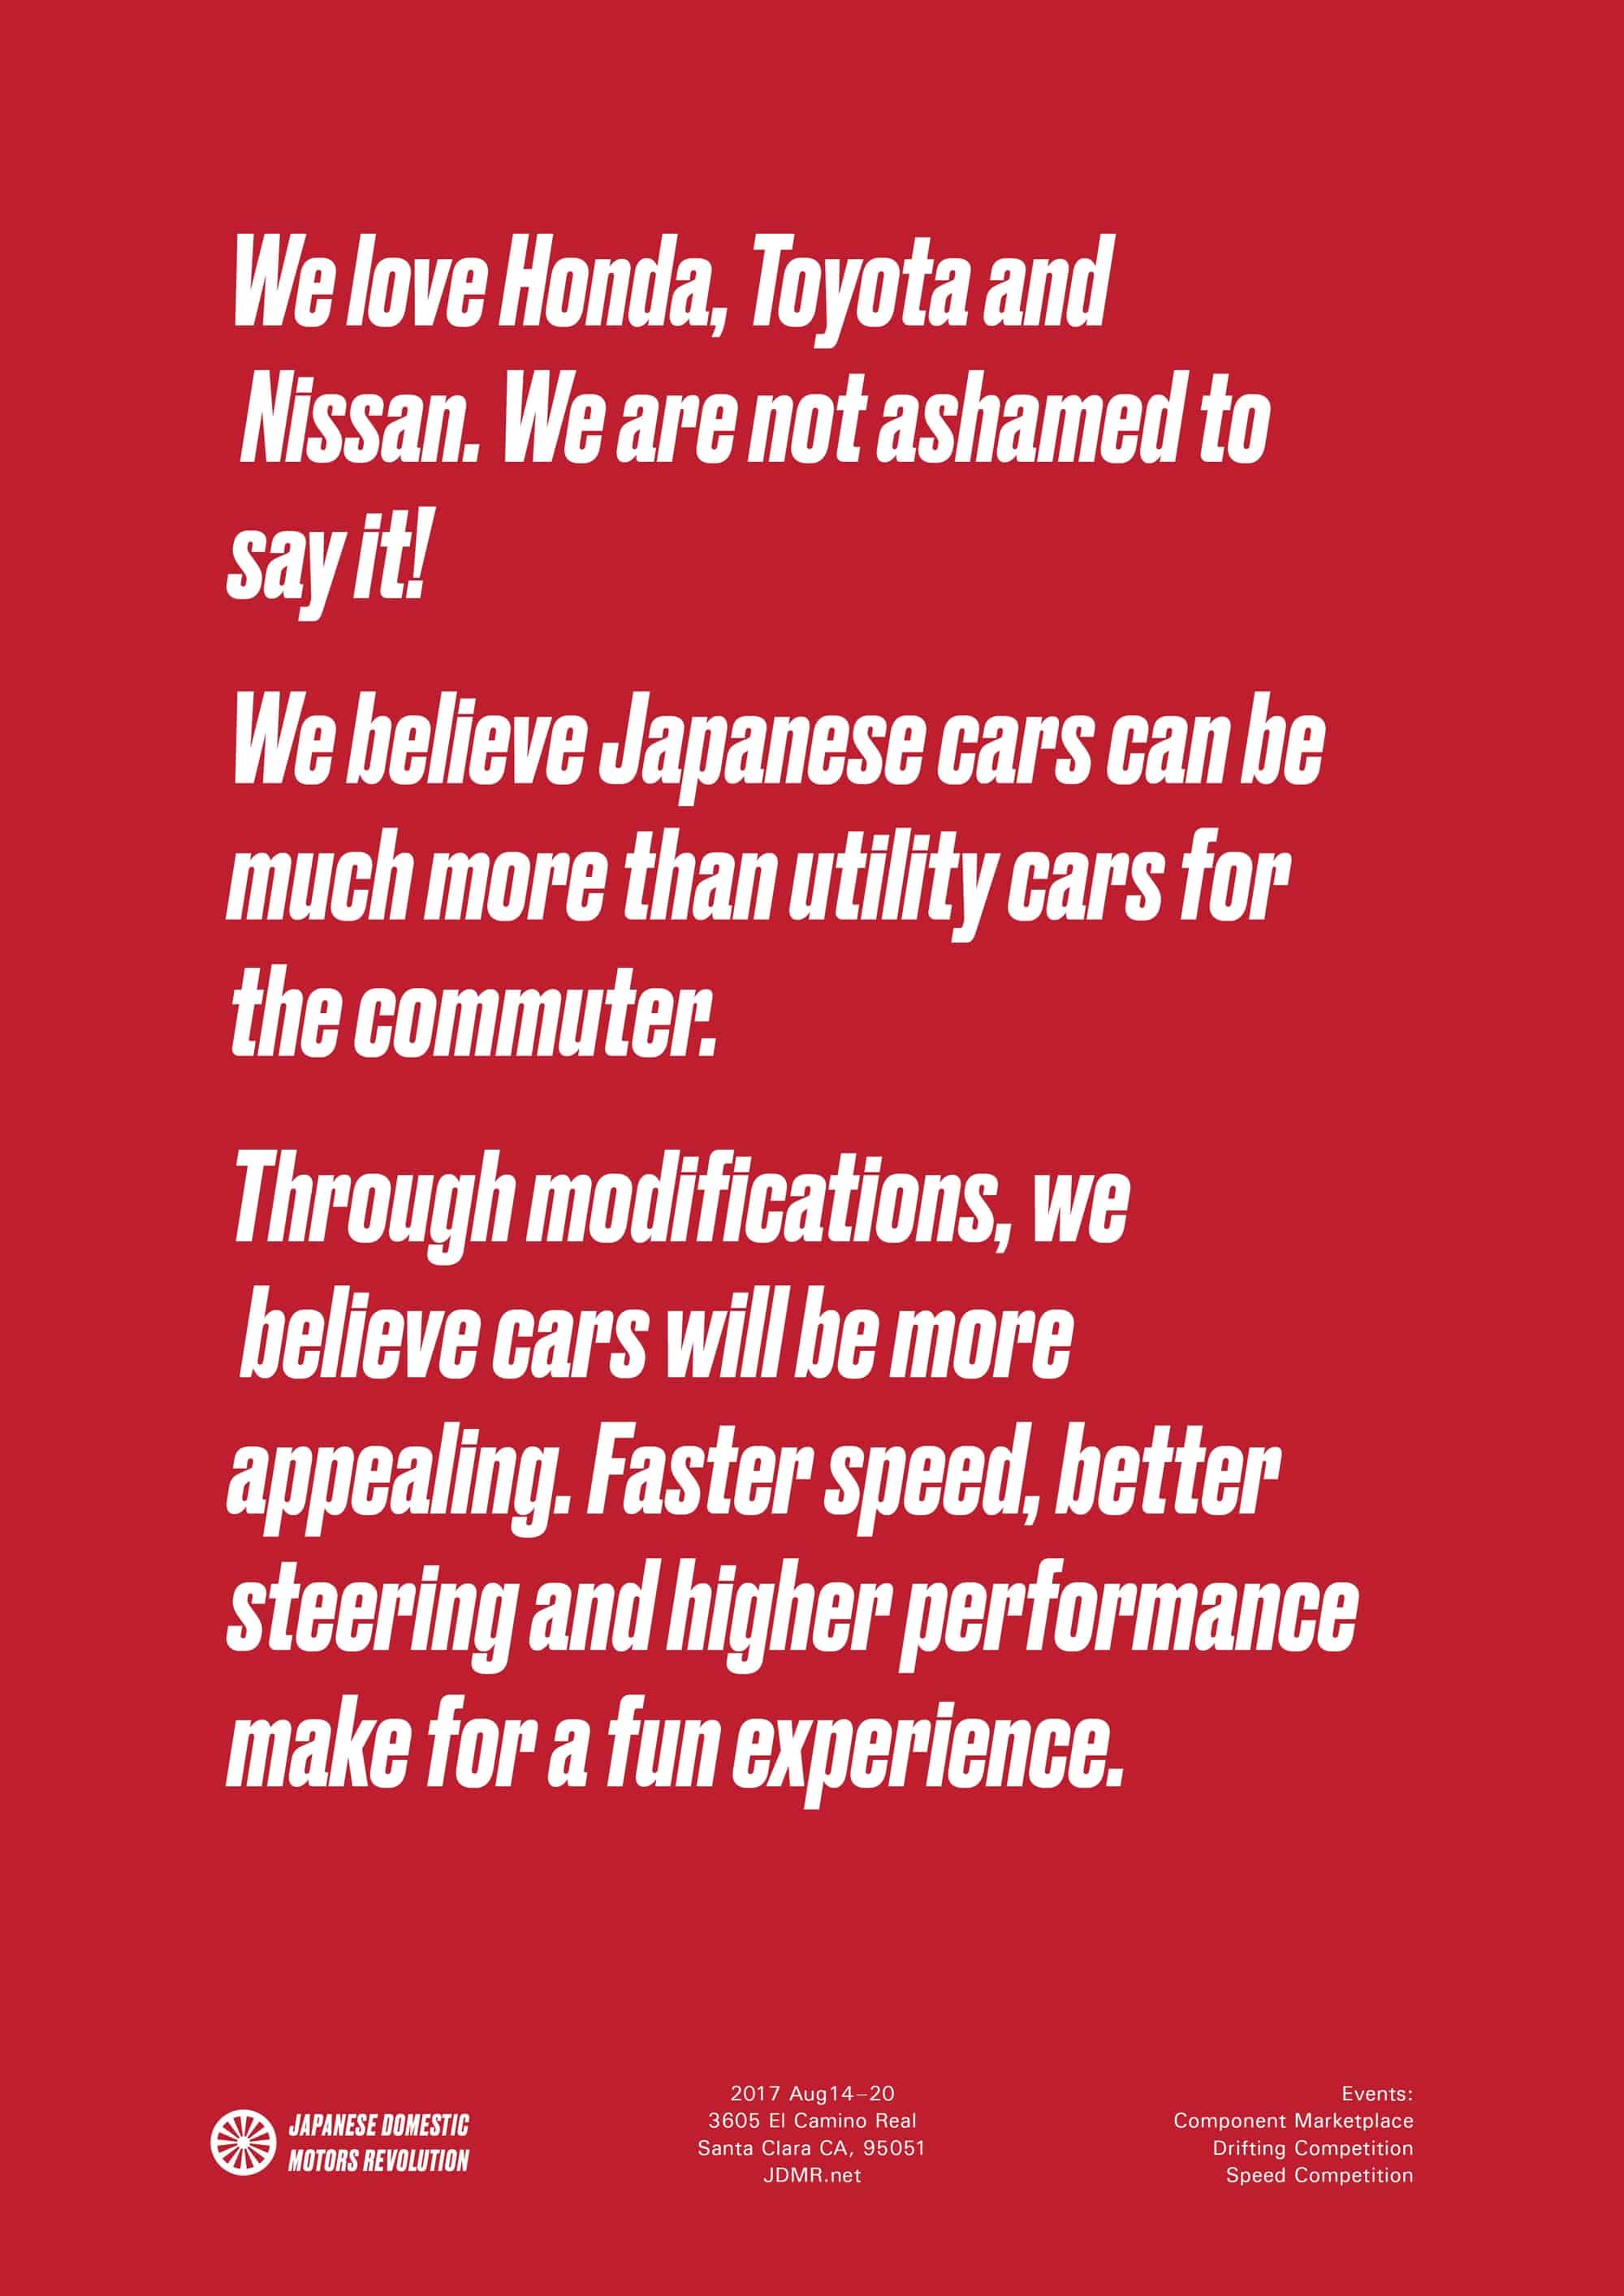 We love Honda, Toyota and
Nissan. We are not ashamed to
say it!
We believe Japanese cars can be
much more than utility cars for
the commuter.
Through modifications, we
believe cars will be more
appealing. Faster speed, better
steering and higher performance
make for a fun experience.
JAPANESE DOMESTIC
MOTORS REVOLUTION
2017 Aug14–20
3605 El Camino Real
Santa Clara CA, 95051
JDMR.net
Events:
Component Marketplace
Drifting Competition
Speed Competition